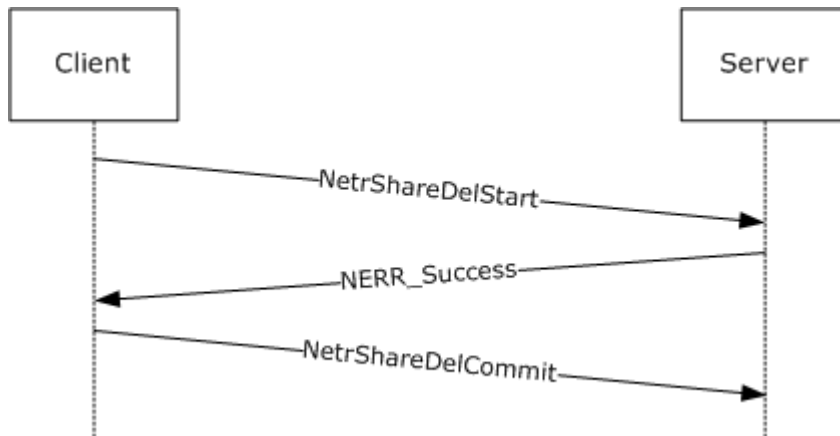 Client
Server
NetrShareDelStart
NERR_Success
NetrShareDelCommit